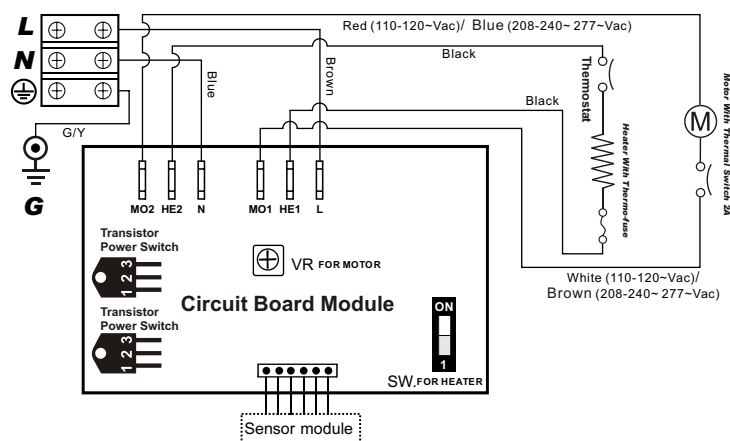 L
N
G
G/Y
Blue
Brown
Red (110-120~Vac)/ Blue (208-240~ 277~Vac)
Black
Black
Thermostat
Heater With Thermo-fuse
M
Motor With Thermal Switch 2A
MO2 HE2 N MO1 HE1 L
Transistor
Power Switch
1 2 3
VR FOR MOTOR
White (110-120~Vac)/
Brown (208-240~ 277~Vac)
Circuit Board Module
Transistor
Power Switch
1 2 3
ON
1
SW.FOR HEATER
Sensor module